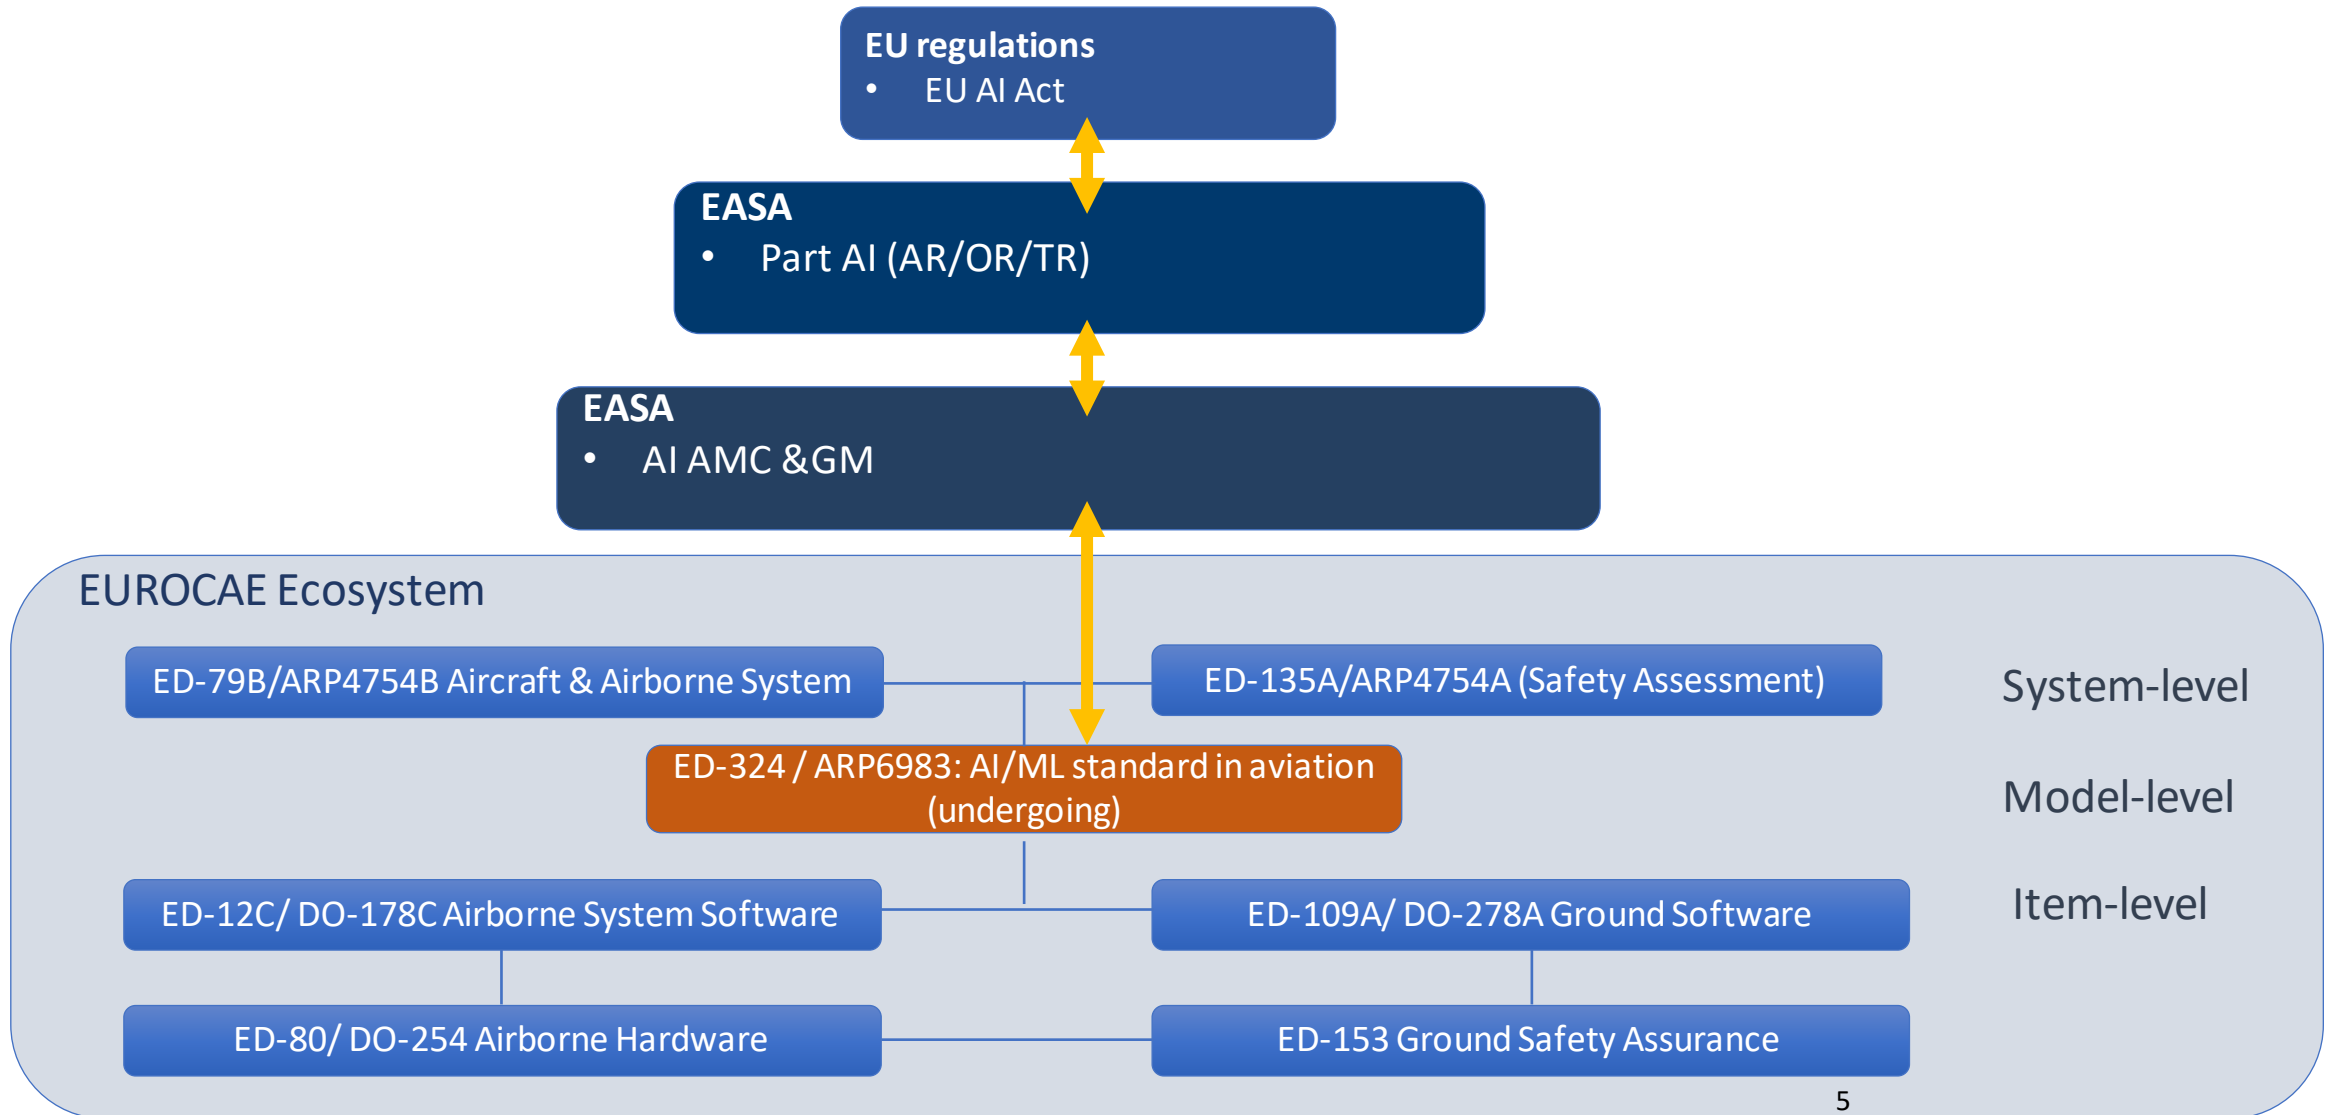 EU regulations
• EU AI Act
EASA
• Part AI (AR/OR/TR)
EASA
• AI AMC &GM
EUROCAE Ecosystem
ED-79B/ARP4754B Aircraft & Airborne System
ED-135A/ARP4754A (Safety Assessment)
System-level
ED-324 / ARP6983: AI/ML standard in aviation
(undergoing)
Model-level
ED-12C/ DO-178C Airborne System Software
ED-109A/ DO-278A Ground Software
Item-level
ED-80/ DO-254 Airborne Hardware
ED-153 Ground Safety Assurance
5